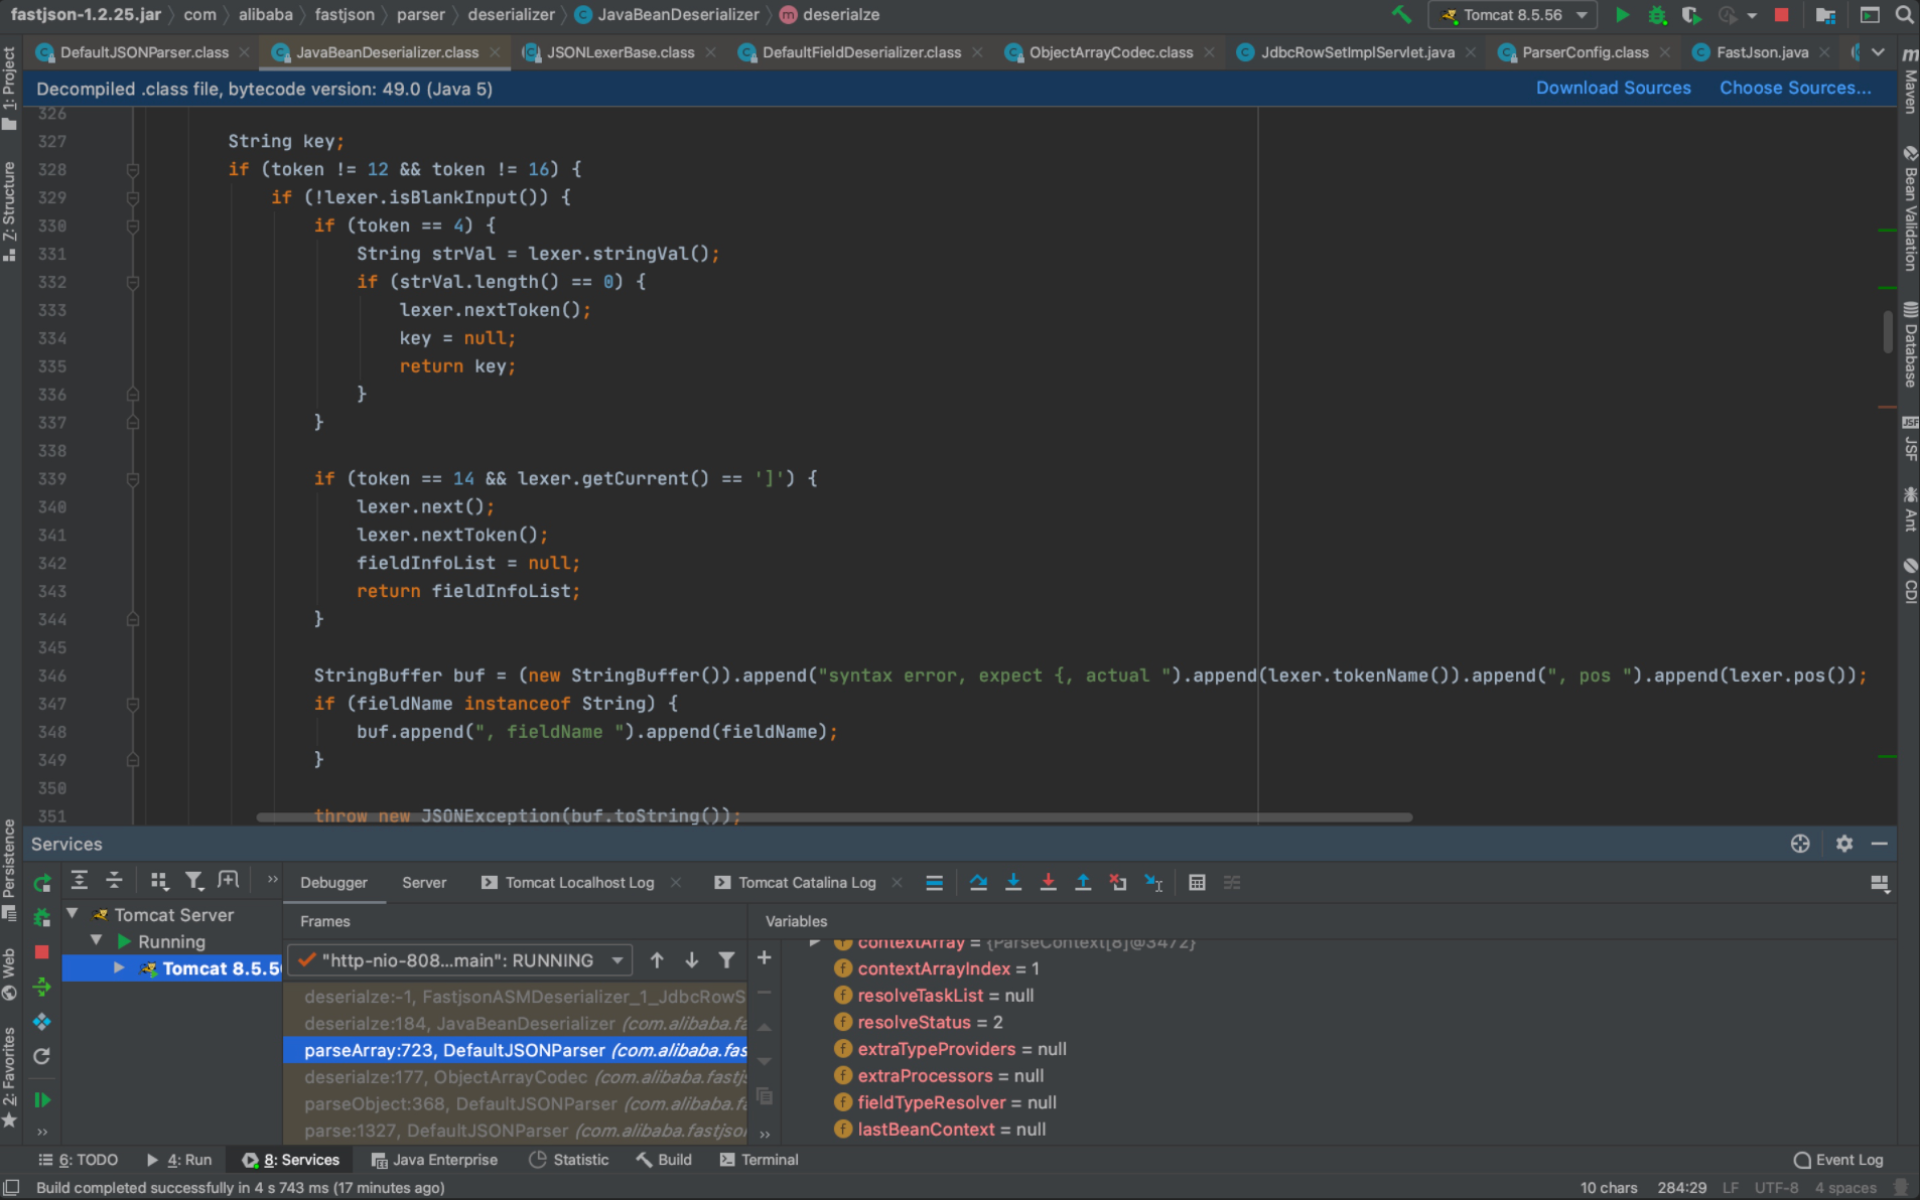 fastjson-1.2.25.jar com alibaba fastjson parser deserializer JavaBeanDeserializer deserialze Tomcat 8.5.56
DefaultJSONParser.class JavaBeanDeserializer.class JSONLexerBase.class DefaultFieldDeserializer.class ObjectArrayCodec.class JdbcRowSetImplServlet.java ParserConfig.class FastJson.java
Decompiled .class file, bytecode version: 49.0 (Java 5) Download Sources Choose Sources...
326
327 String key;
328 if (token != 12 && token != 16) {
329 if (!lexer.isBlankInput()) {
330 if (token == 4) {
331 String strVal = lexer.stringVal();
332 if (strVal.length() == 0) {
333 lexer.nextToken();
334 key = null;
335 return key;
336 }
337 }
338
339 if (token == 14 && lexer.getCurrent() == ']') {
340 lexer.next();
341 lexer.nextToken();
342 fieldInfoList = null;
343 return fieldInfoList;
344 }
345
346 StringBuffer buf = (new StringBuffer()).append("syntax error, expect {, actual ").append(lexer.tokenName()).append(", pos ").append(lexer.pos());
347 if (fieldName instanceof String) {
348 buf.append(", fieldName ").append(fieldName);
349 }
350
351 throw new JSONException(buf.toString());
1: Project
Z: Structure
Persistence
Web
2: Favorites
m
Maven
Bean Validation
Database
JSF
JSF
Ant
CDI
Services
Debugger Server Tomcat Localhost Log Tomcat Catalina Log
Tomcat Server
Running
Tomcat 8.5.5
Frames
"http-nio-808...main": RUNNING
deserialze:-1, FastjsonASMDeserializer_1_JdbcRowS
deserialze:184, JavaBeanDeserializer (com.alibaba.fa
parseArray:723, DefaultJSONParser (com.alibaba.fas
deserialze:177, ObjectArrayCodec (com.alibaba.fastj
parseObject:368, DefaultJSONParser (com.alibaba.fa
parse:1327, DefaultJSONParser (com.alibaba.fastjso
Variables
contextArray = {ParseContext[8]@3472}
contextArrayIndex = 1
resolveTaskList = null
resolveStatus = 2
extraTypeProviders = null
extraProcessors = null
fieldTypeResolver = null
lastBeanContext = null
6: TODO 4: Run 8: Services Java Enterprise Statistic Build Terminal Event Log
Build completed successfully in 4 s 743 ms (17 minutes ago) 10 chars 284:29 LF UTF-8 4 spaces